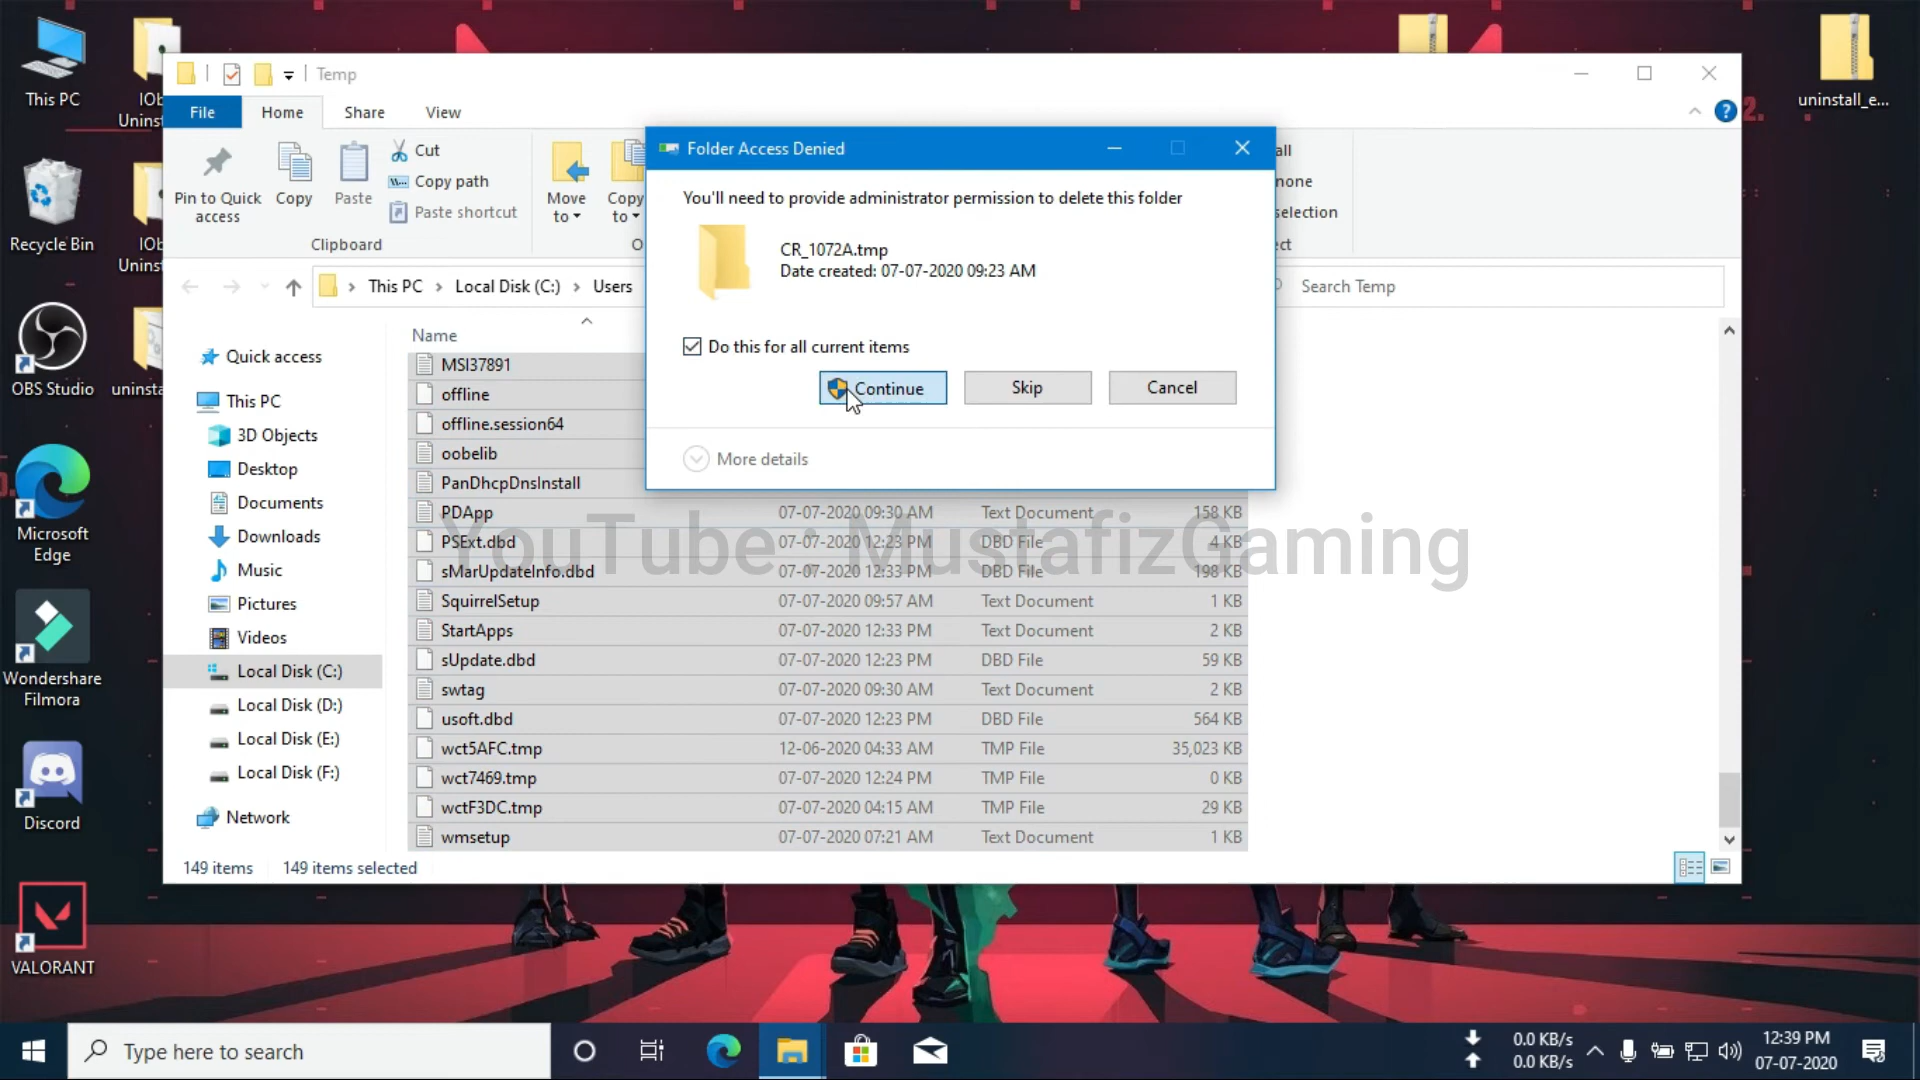 This PC
IOb
Uninst
Recycle Bin
IOb
Uninst
OBS Studio
uninsta
Microsoft
Edge
Wondershare
Filmora
Discord
VALORANT
uninstall_e...
Temp
File
Home
Share
View
Pin to Quick
access
Copy
Paste
Cut
Copy path
Paste shortcut
Clipboard
Move
to
Copy
to
O
all
none
selection
ct
This PC
Local Disk (C:)
Users
Search Temp
Folder Access Denied
You'll need to provide administrator permission to delete this folder
CR_1072A.tmp
Date created: 07-07-2020 09:23 AM
Do this for all current items
Continue
Skip
Cancel
More details
Quick access
This PC
3D Objects
Desktop
Documents
Downloads
Music
Pictures
Videos
Local Disk (C:)
Local Disk (D:)
Local Disk (E:)
Local Disk (F:)
Network
Name
MSI37891
offline
offline.session64
oobelib
PanDhcpDnsInstall
PDApp 07-07-2020 09:30 AM Text Document 158 KB
PSExt.dbd 07-07-2020 12:23 PM DBD File 4 KB
sMarUpdateInfo.dbd 07-07-2020 12:33 PM DBD File 198 KB
SquirrelSetup 07-07-2020 09:57 AM Text Document 1 KB
StartApps 07-07-2020 12:33 PM Text Document 2 KB
sUpdate.dbd 07-07-2020 12:23 PM DBD File 59 KB
swtag 07-07-2020 09:30 AM Text Document 2 KB
usoft.dbd 07-07-2020 12:23 PM DBD File 564 KB
wct5AFC.tmp 12-06-2020 04:33 AM TMP File 35,023 KB
wct7469.tmp 07-07-2020 12:24 PM TMP File 0 KB
wctF3DC.tmp 07-07-2020 04:15 AM TMP File 29 KB
wmsetup 07-07-2020 07:21 AM Text Document 1 KB
YouTube : MustafizGaming
149 items
149 items selected
Type here to search
0.0 KB/s
0.0 KB/s
12:39 PM
07-07-2020